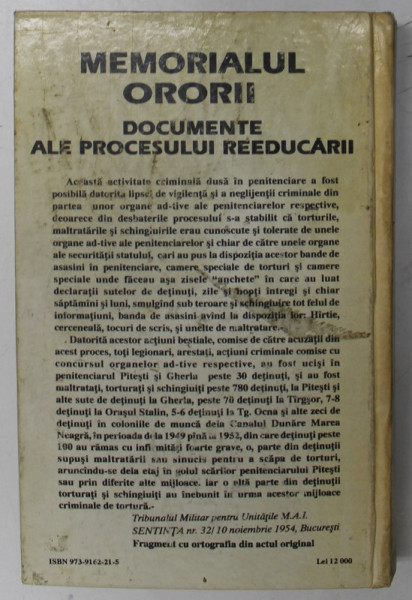 MEMORIALUL
ORORII
DOCUMENTE
ALE PROCESULUI REEDUCĂRII
Această activitate criminală dusă în penitenciare a fost
posibilă datorita lipsei de vigilență și a neglijenții criminale din
partea unor organe ad-tive ale penitenciarelor respective,
deoarece din desbaterile procesului s-a stabilit că torturile,
maltratările și schingiuirile erau cunoscute și tolerate de unele
organe ad-tive ale penitenciarelor și chiar de către unele organe
ale securității statului, cari au pus la dispoziția acestor bande de
asasini în penitenciare, camere speciale de torturi și camere
speciale unde făceau așa zisele "anchete" în care au luat
declarații sutelor de deținuți, zile și nopți întregi și chiar
săptămîni și luni, smulgînd sub teroare și schingiuire tot felul de
informațiuni, banda de asasini avînd la dispoziția lor: Hîrtie,
cerceneală, tocuri de scris, și unelte de maltratare.
Datorită acestor acțiuni bestiale, comise de către acuzații din
acest proces, toți legionari, arestați, acțiuni criminale comise cu
concursul organelor ad-tive respective, au fost uciși în
penitenciarul Pitești și Gherla peste 30 deținuți, și au fost
maltratați, torturați și schingiuiți peste 780 deținuți, la Pitești și
alte sute de deținuți la Gherla, peste 70 deținuți la Tîrgșor, 7-8
deținuți la Orașul Stalin, 5-6 deținuți la Tg. Ocna și alte zeci de
deținuți in coloniile de muncă dela Canalul Dunăre Marea
Neagră, în perioada dela 1949 pînă la 1952, din care deținuți peste
100 au rămas cu infirmități foarte grave, o, parte din deținuții
supuși maltratării sau sinucis pentru a scăpa de torturi,
aruncîndu-se dela etaj în golul scărilor penitenciarului Pitești
sau prin diferite alte mijloace. iar o altă parte din deținuții
torturați și schingiuiți au înebunit în urma acestor mijloace
criminale de tortură.-
Tribunalul Militar pentru Unitățile M.A.I.
SENTINȚA nr. 32/10 noiembrie 1954, București
Fragment cu ortografia din actul original
ISBN 973-9162-21-5 Lei 12 000